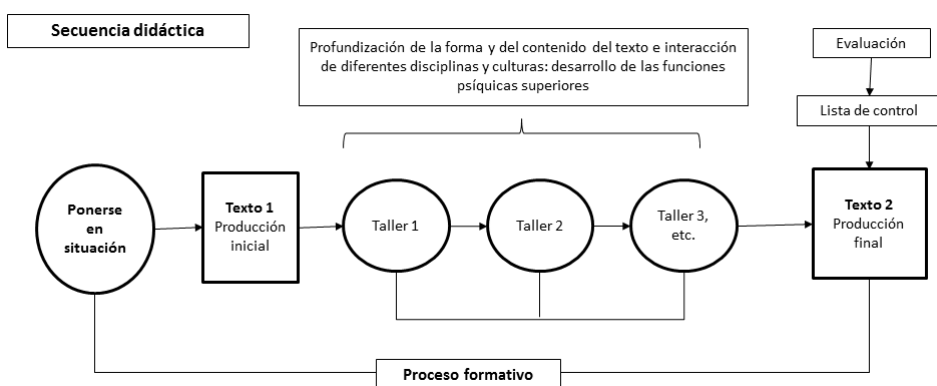 Secuencia didáctica
Profundización de la forma y del contenido del texto e interacción
de diferentes disciplinas y culturas: desarrollo de las funciones
psíquicas superiores
Evaluación
Lista de control
Ponerse
en
situación
Texto 1
Producción
inicial
Taller 1
Taller 2
Taller 3,
etc.
Texto 2
Producción
final
Proceso formativo